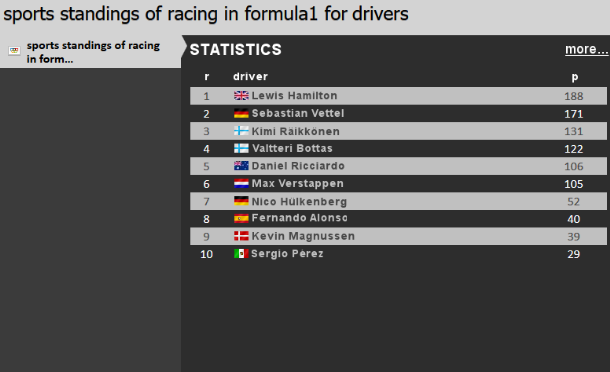 sports standings of racing in formula1 for drivers
sports standings of racing
in form...
STATISTICS more...
r driver p
1 Lewis Hamilton 188
2 Sebastian Vettel 171
3 Kimi Räikkönen 131
4 Valtteri Bottas 122
5 Daniel Ricciardo 106
6 Max Verstappen 105
7 Nico Hülkenberg 52
8 Fernando Alonso 40
9 Kevin Magnussen 39
10 Sergio Pérez 29